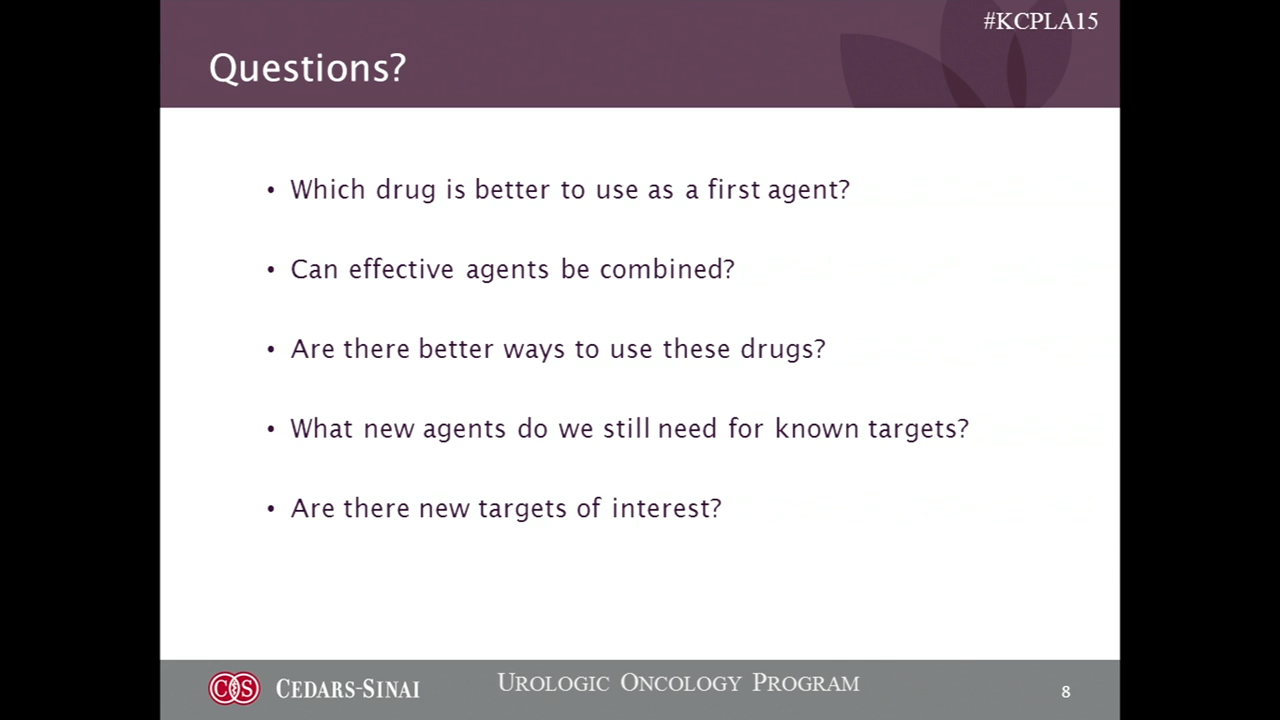 #KCPLA15
Questions?
• Which drug is better to use as a first agent?
• Can effective agents be combined?
• Are there better ways to use these drugs?
• What new agents do we still need for known targets?
• Are there new targets of interest?
CS CEDARS-SINAI
UROLOGIC ONCOLOGY PROGRAM
8